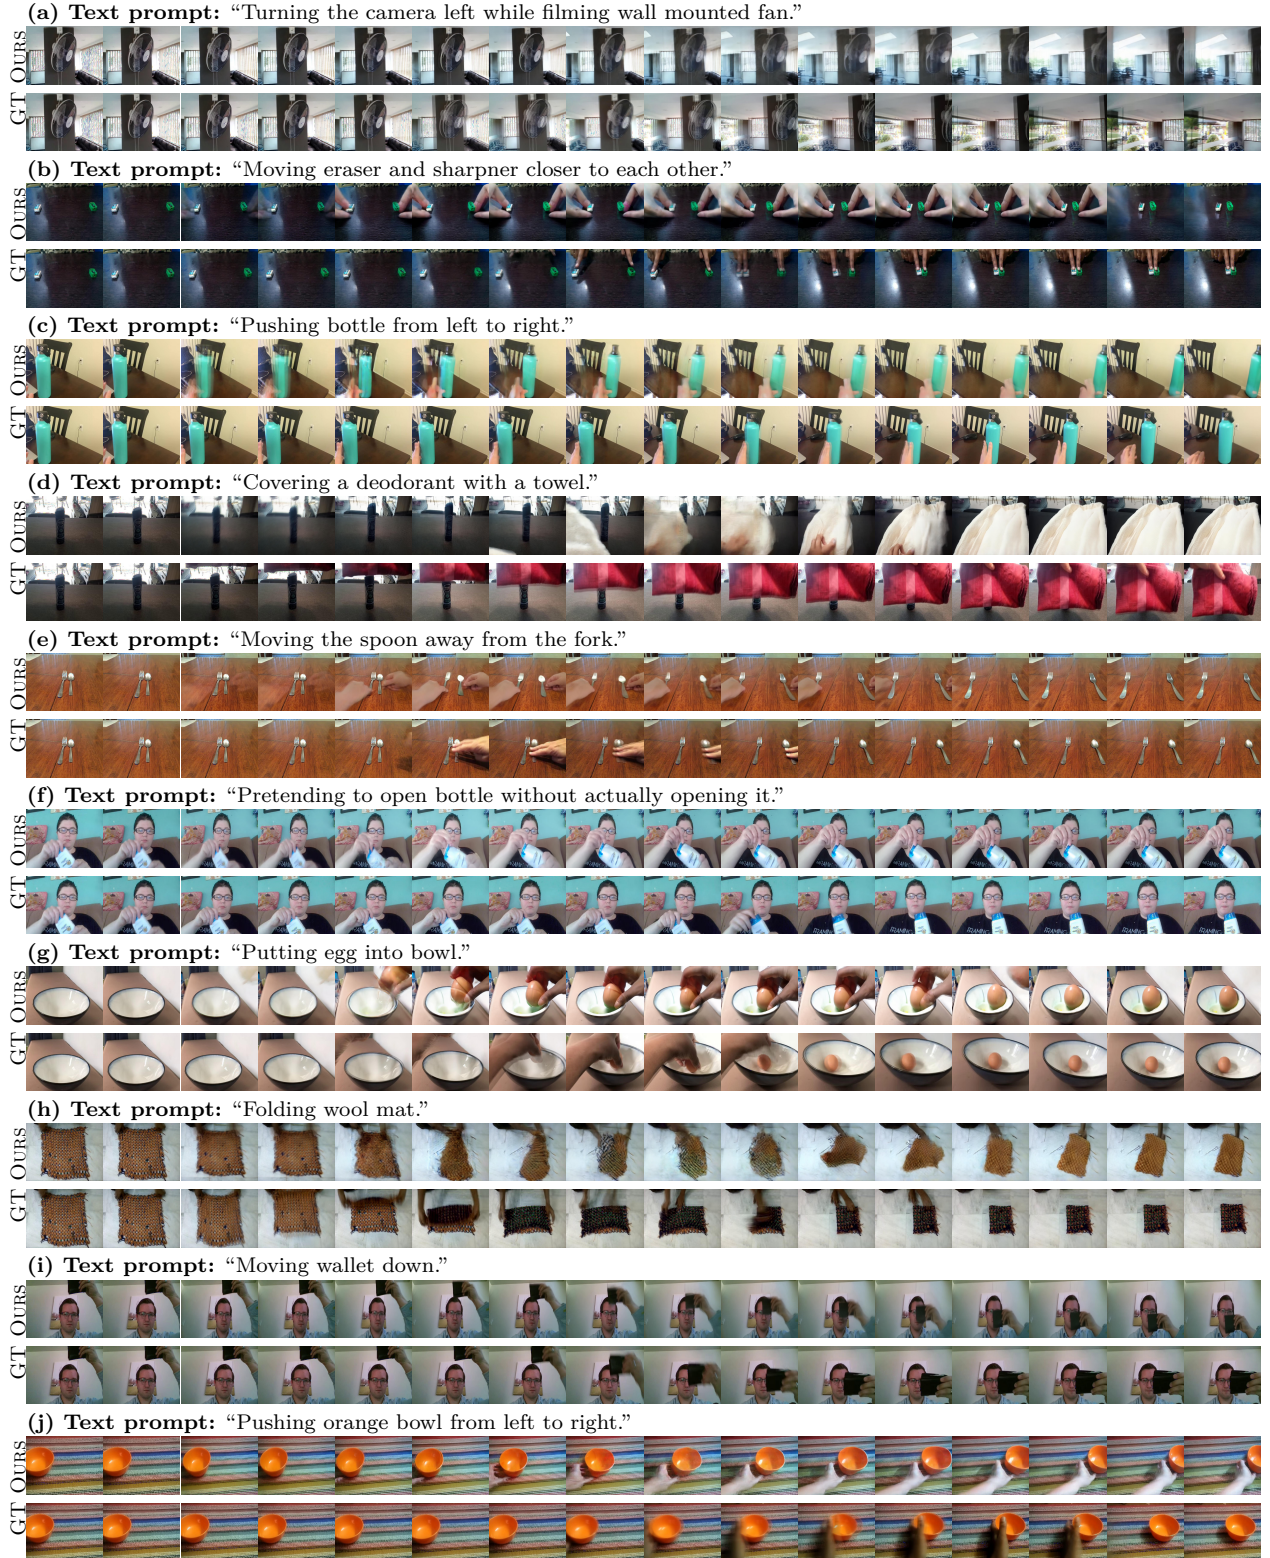 (a) Text prompt: “Turning the camera left while filming wall mounted fan.”
OURS
GT
(b) Text prompt: “Moving eraser and sharpner closer to each other.”
OURS
GT
(c) Text prompt: “Pushing bottle from left to right.”
OURS
GT
(d) Text prompt: “Covering a deodorant with a towel.”
OURS
GT
(e) Text prompt: “Moving the spoon away from the fork.”
OURS
GT
(f) Text prompt: “Pretending to open bottle without actually opening it.”
OURS
GT
(g) Text prompt: “Putting egg into bowl.”
OURS
GT
(h) Text prompt: “Folding wool mat.”
OURS
GT
(i) Text prompt: “Moving wallet down.”
OURS
GT
(j) Text prompt: “Pushing orange bowl from left to right.”
OURS
GT